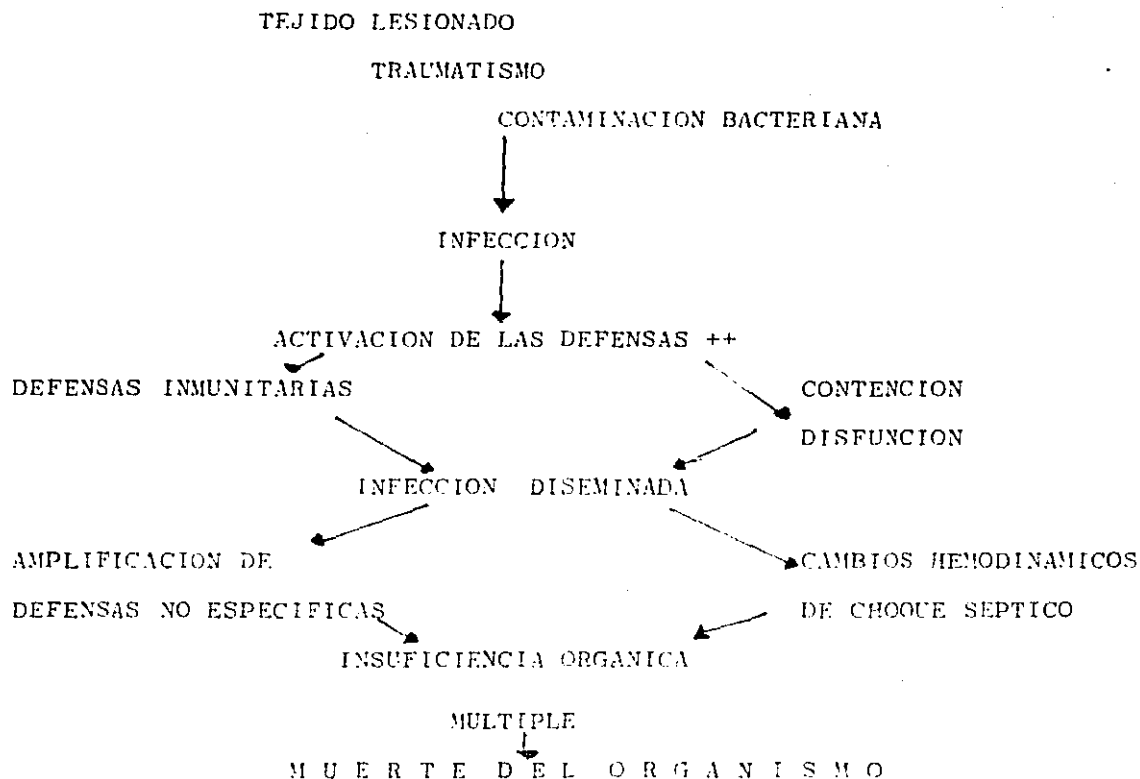 TEJIDO LESIONADO
TRAUMATISMO
CONTAMINACION BACTERIANA
INFECCION
ACTIVACION DE LAS DEFENSAS ++
DEFENSAS INMUNITARIAS
CONTENCION
DISFUNCION
INFECCION DISEMINADA
AMPLIFICACION DE
DEFENSAS NO ESPECIFICAS
CAMBIOS HEMODINAMICOS
DE CHOQUE SEPTICO
INSUFICIENCIA ORGANICA
MULTIPLE
M U E R T E D E L O R G A N I S M O